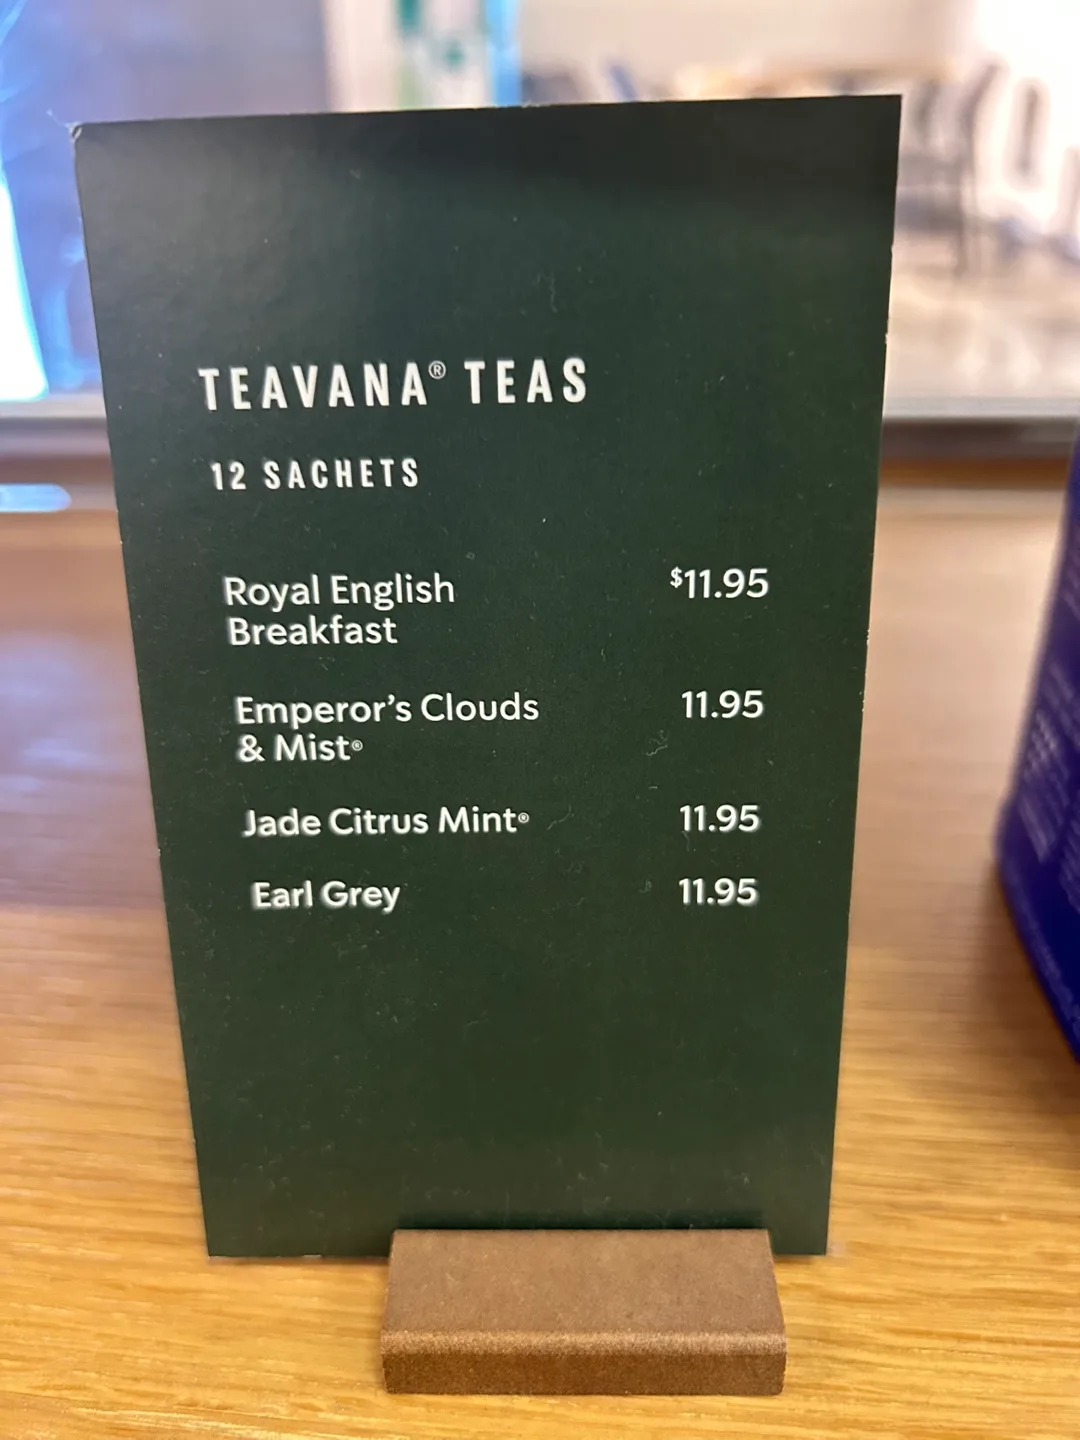 TEAVANA® TEAS
12 SACHETS
Royal English $11.95
Breakfast
Emperor's Clouds 11.95
& Mist®
Jade Citrus Mint® 11.95
Earl Grey 11.95